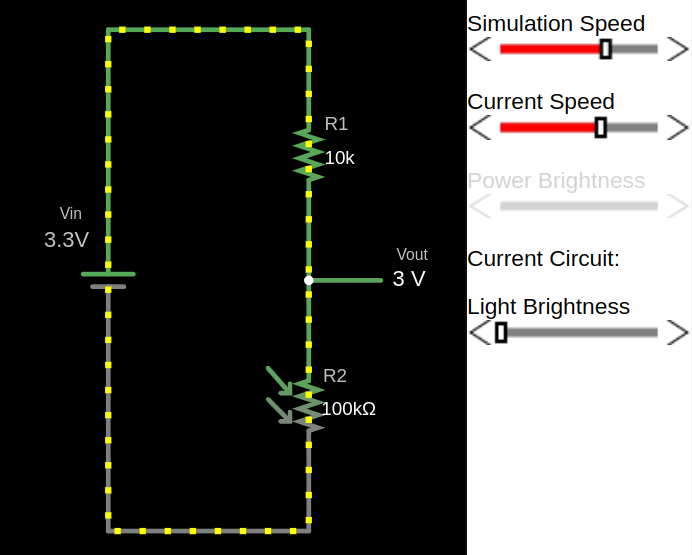 R1
10k
Vin
3.3V
Vout
3 V
R2
100kΩ
Simulation Speed
Current Speed
Power Brightness
Current Circuit:
Light Brightness